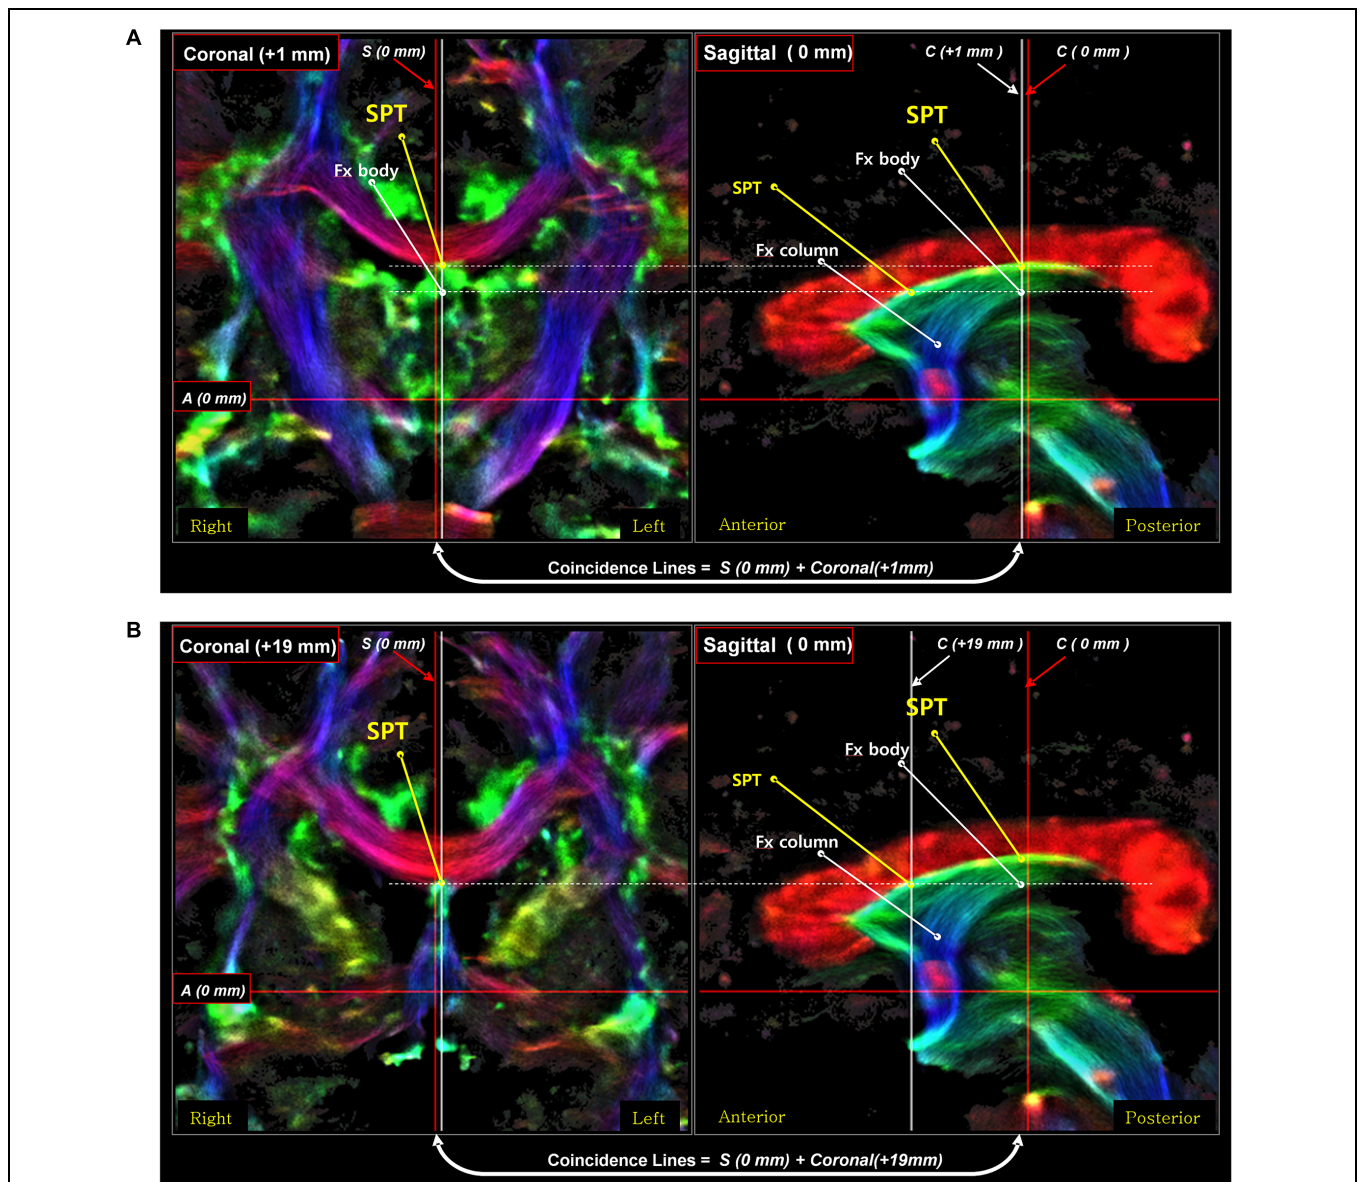 A
Coronal (+1 mm)
S (0 mm)
SPT
Fx body
A (0 mm)
Right
Left
Sagittal ( 0 mm)
C (+1 mm )
C ( 0 mm )
SPT
Fx body
SPT
Fx column
Anterior
Posterior
Coincidence Lines = S (0 mm) + Coronal(+1mm)
B
Coronal (+19 mm)
S (0 mm)
SPT
A (0 mm)
Right
Left
Sagittal ( 0 mm)
C (+19 mm )
C ( 0 mm )
SPT
Fx body
SPT
Fx column
Anterior
Posterior
Coincidence Lines = S (0 mm) + Coronal(+19mm)